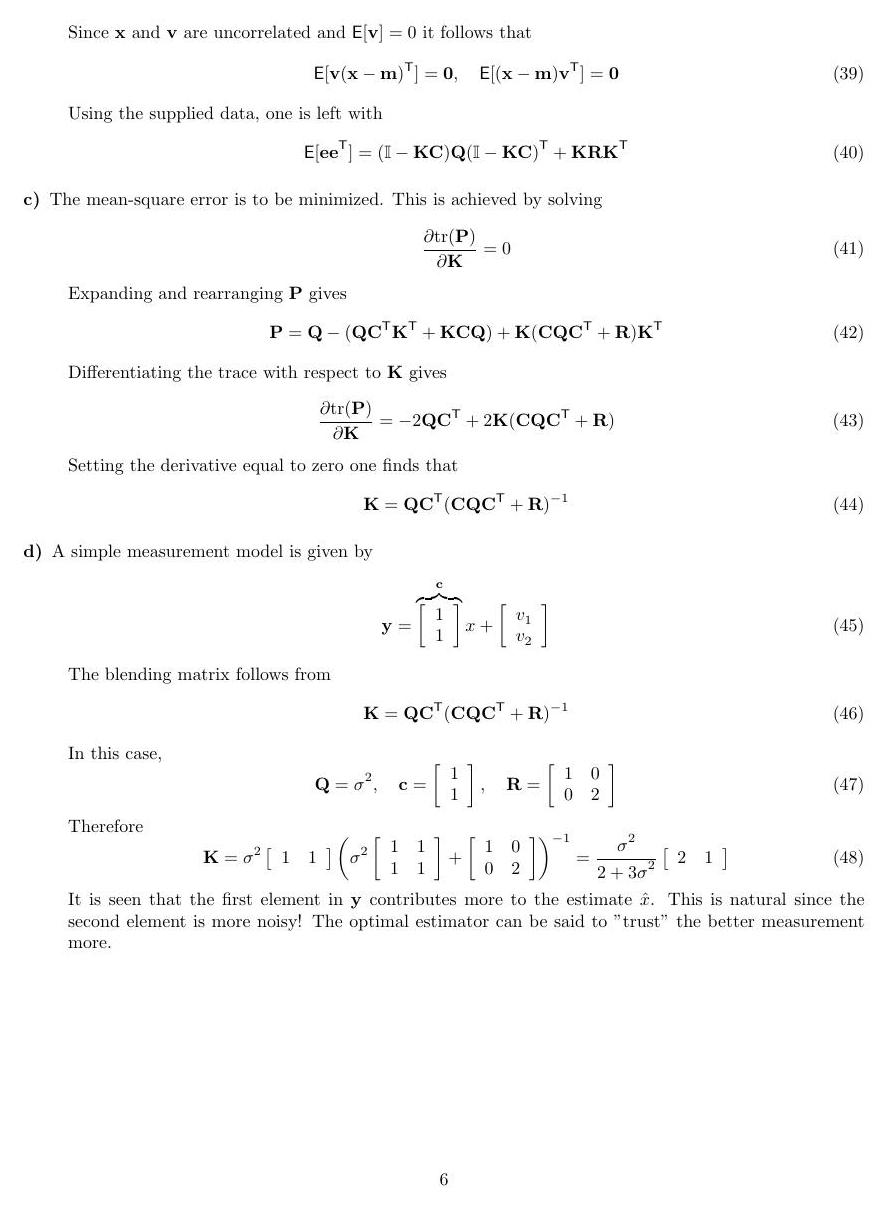 Since x and v are uncorrelated and E[v] = 0 it follows that
E[v(x − m)ᵀ] = 0, E[(x − m)vᵀ] = 0 (39)
Using the supplied data, one is left with
E[eeᵀ] = (𝕀 − KC)Q(𝕀 − KC)ᵀ + KRKᵀ (40)
c) The mean-square error is to be minimized. This is achieved by solving
∂tr(P)/∂K = 0 (41)
Expanding and rearranging P gives
P = Q − (QCᵀKᵀ + KCQ) + K(CQCᵀ + R)Kᵀ (42)
Differentiating the trace with respect to K gives
∂tr(P)/∂K = −2QCᵀ + 2K(CQCᵀ + R) (43)
Setting the derivative equal to zero one finds that
K = QCᵀ(CQCᵀ + R)⁻¹ (44)
d) A simple measurement model is given by
c
y = [ 1 ; 1 ] x + [ v₁ ; v₂ ] (45)
The blending matrix follows from
K = QCᵀ(CQCᵀ + R)⁻¹ (46)
In this case,
Q = σ², c = [ 1 ; 1 ], R = [ 1 0 ; 0 2 ] (47)
Therefore
K = σ² [ 1 1 ] (σ² [ 1 1 ; 1 1 ] + [ 1 0 ; 0 2 ])⁻¹ = σ²/(2 + 3σ²) [ 2 1 ] (48)
It is seen that the first element in y contributes more to the estimate x̂. This is natural since the
second element is more noisy! The optimal estimator can be said to ”trust” the better measurement
more.
6